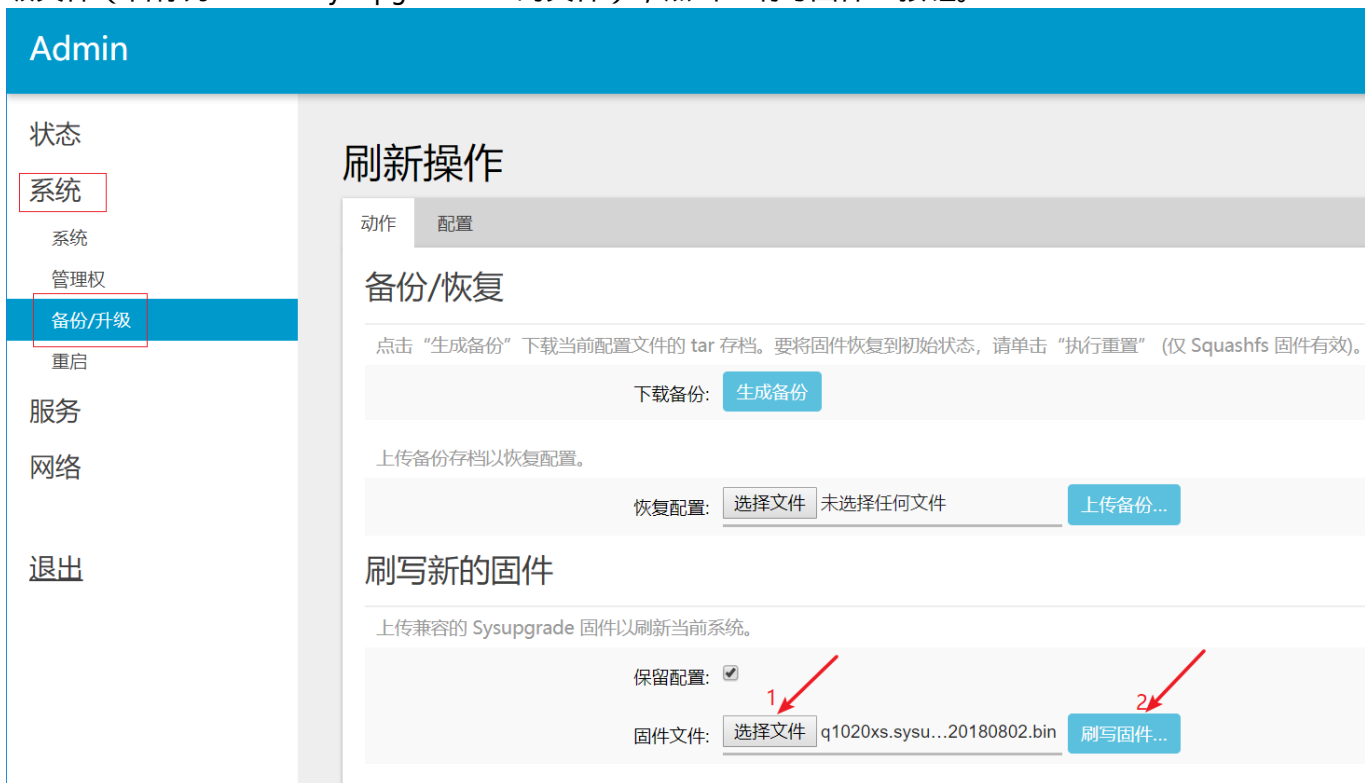 Admin
状态
系统
系统
管理权
备份/升级
重启
服务
网络
退出
刷新操作
动作 配置
备份/恢复
点击“生成备份”下载当前配置文件的 tar 存档。要将固件恢复到初始状态，请单击“执行重置” (仅 Squashfs 固件有效)。
下载备份: 生成备份
上传备份存档以恢复配置。
恢复配置: 选择文件 未选择任何文件 上传备份...
刷写新的固件
上传兼容的 Sysupgrade 固件以刷新当前系统。
保留配置:
1 2
固件文件: 选择文件 q1020xs.sysu...20180802.bin 刷写固件...